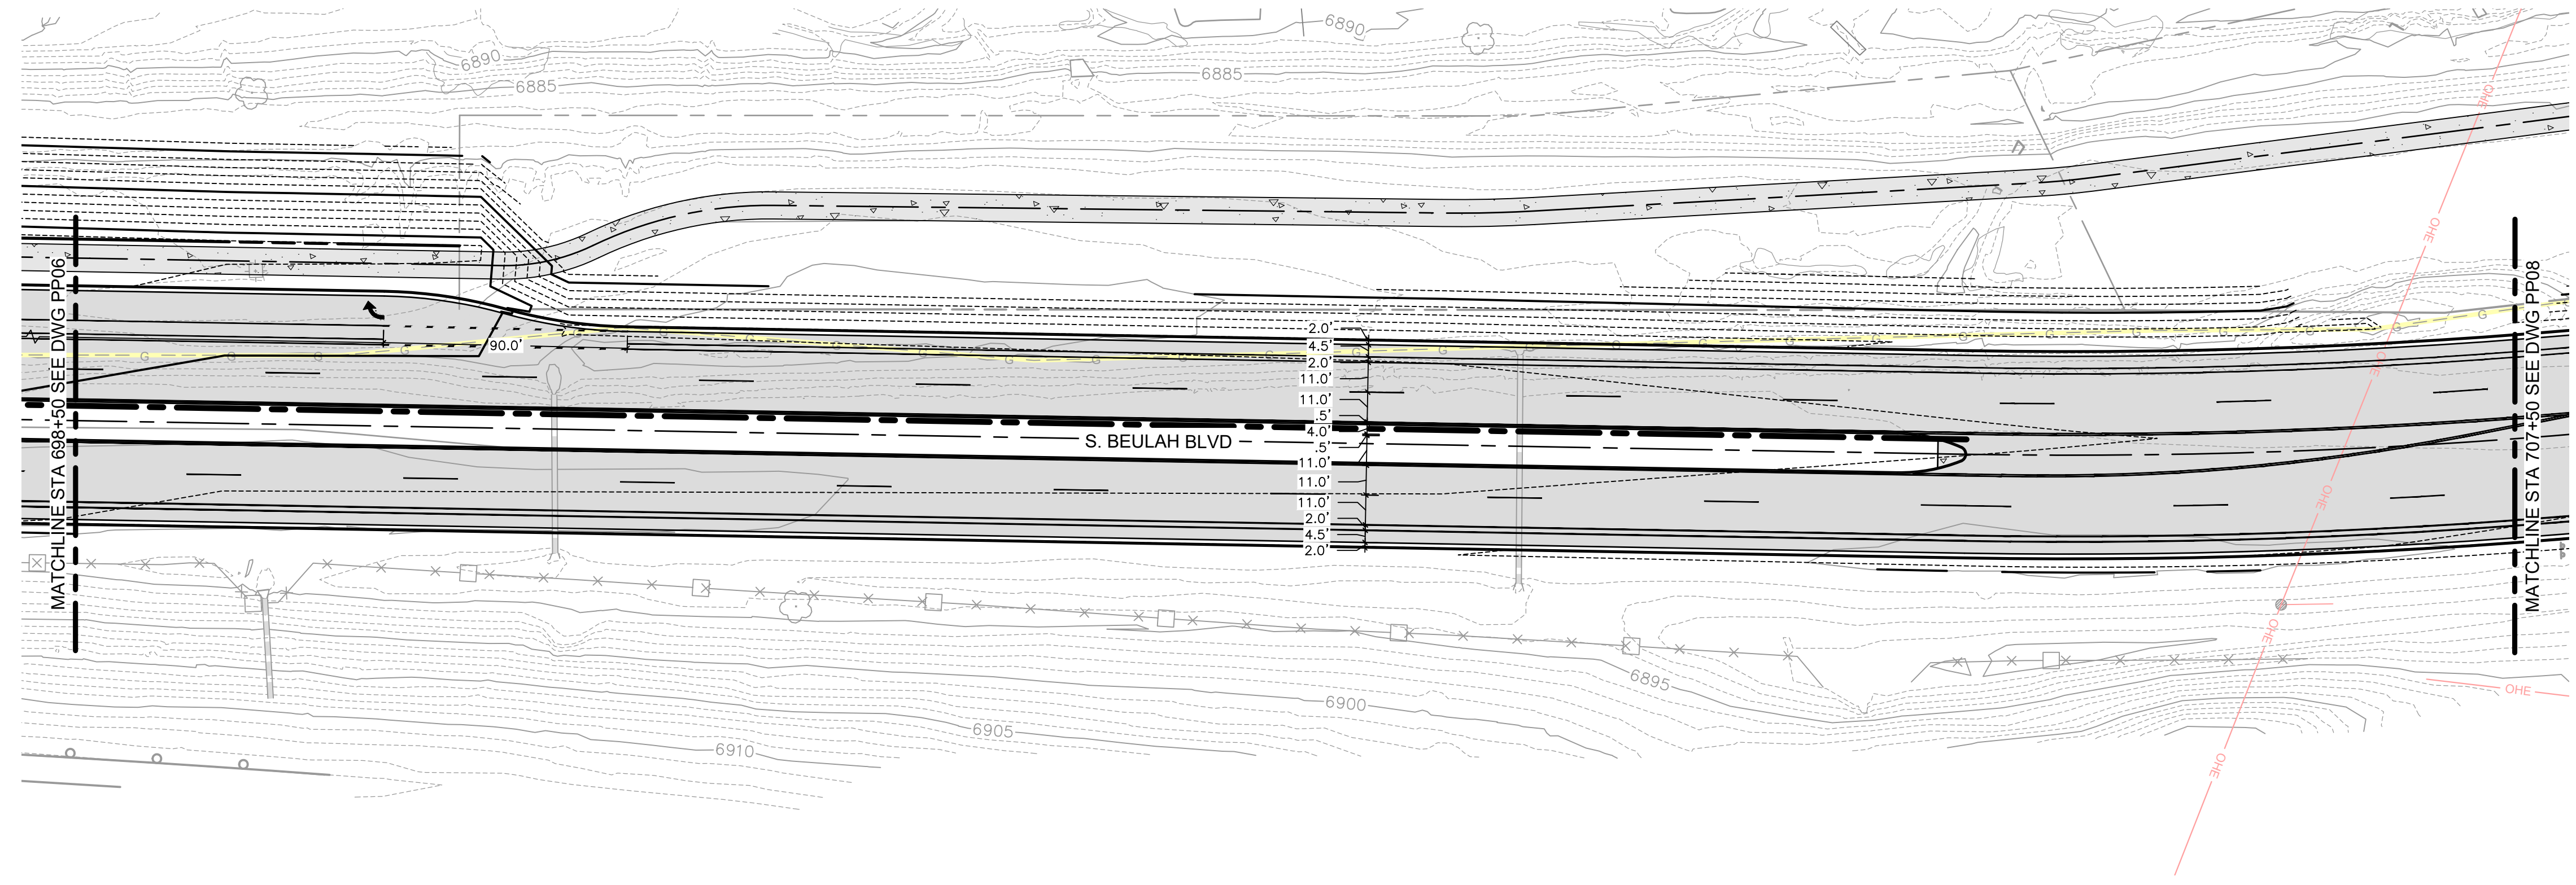 6890
6890
6885
6885
OHE
OHE
OHE
OHE
OHE
OHE
OHE
MATCHLINE STA 698+50 SEE DWG PP06
MATCHLINE STA 707+50 SEE DWG PP08
90.0'
G G G G G G G G G G G G G G G G G G G G G G G G G G G G
2.0'
4.5'
2.0'
11.0'
11.0'
.5'
4.0'
.5'
11.0'
11.0'
11.0'
2.0'
4.5'
2.0'
S. BEULAH BLVD
6895
6900
6905
6910